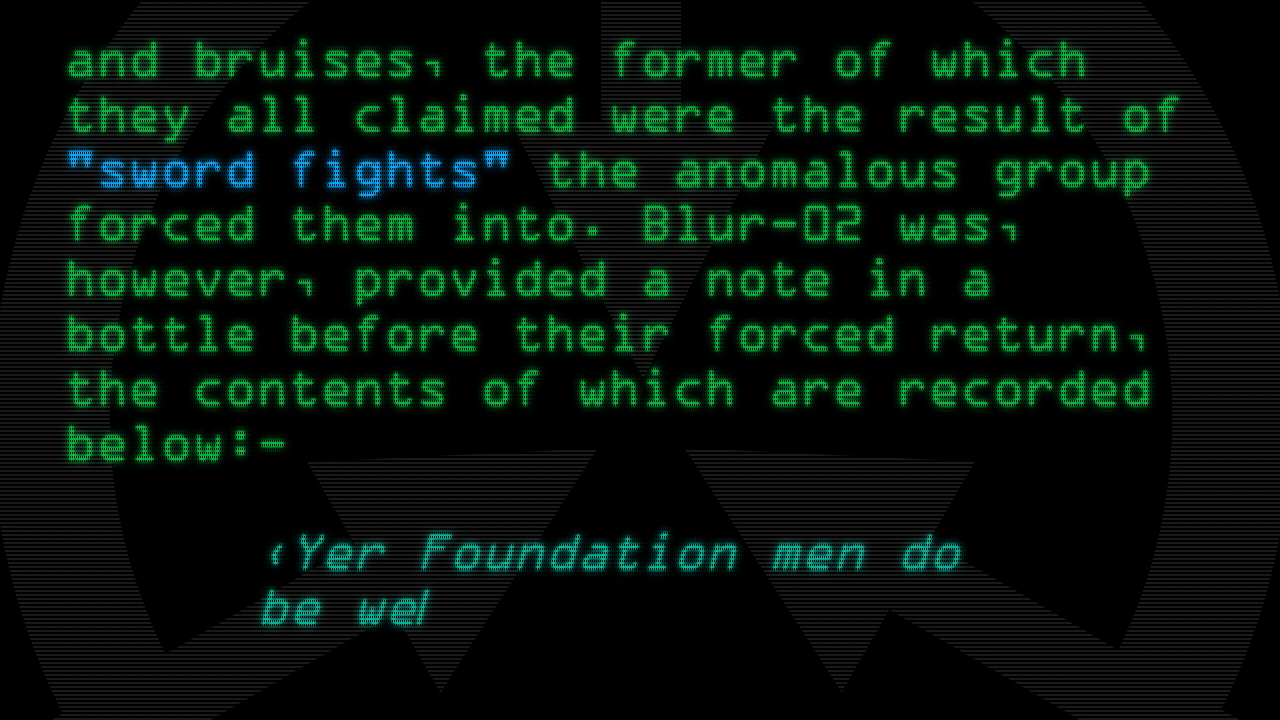 and bruises, the former of which
they all claimed were the result of
"sword fights" the anomalous group
forced them into. Blur-02 was,
however, provided a note in a
bottle before their forced return,
the contents of which are recorded
below:-
‘Yer Foundation men do
be wel